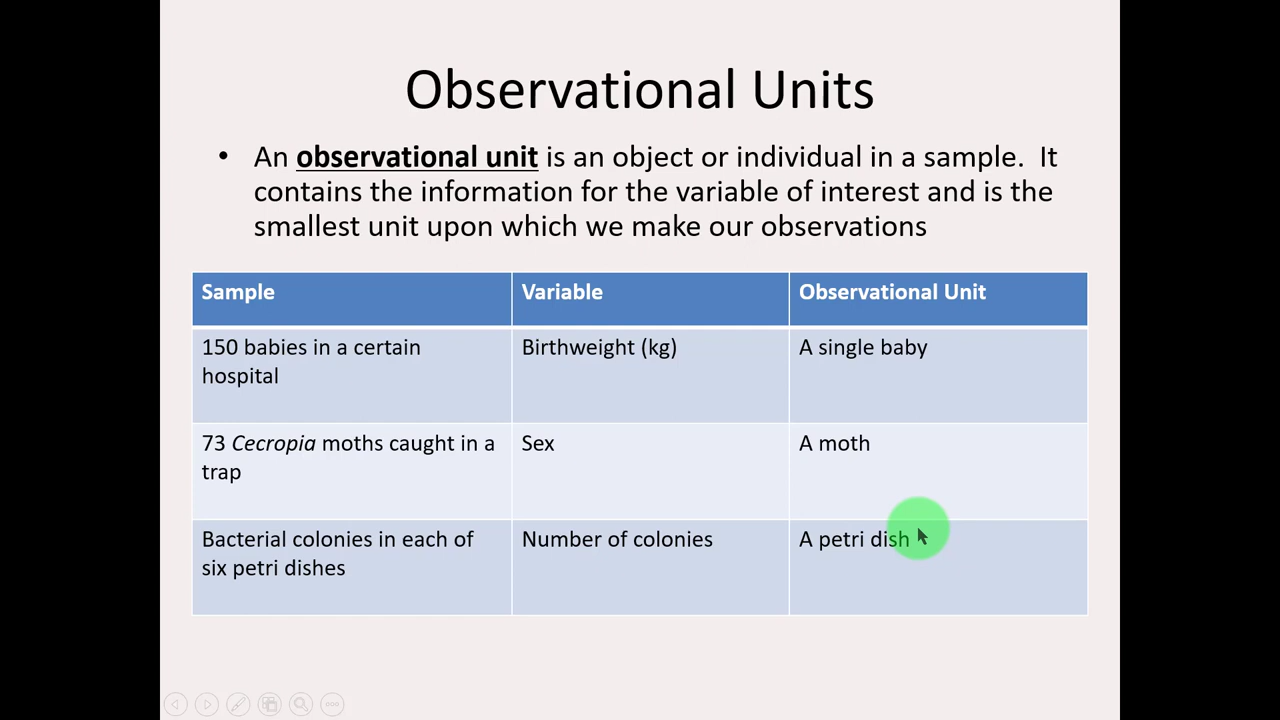 Observational Units
• An observational unit is an object or individual in a sample.  It
contains the information for the variable of interest and is the
smallest unit upon which we make our observations
Sample Variable Observational Unit
150 babies in a certain Birthweight (kg) A single baby
hospital
73 Cecropia moths caught in a Sex A moth
trap
Bacterial colonies in each of Number of colonies A petri dish
six petri dishes